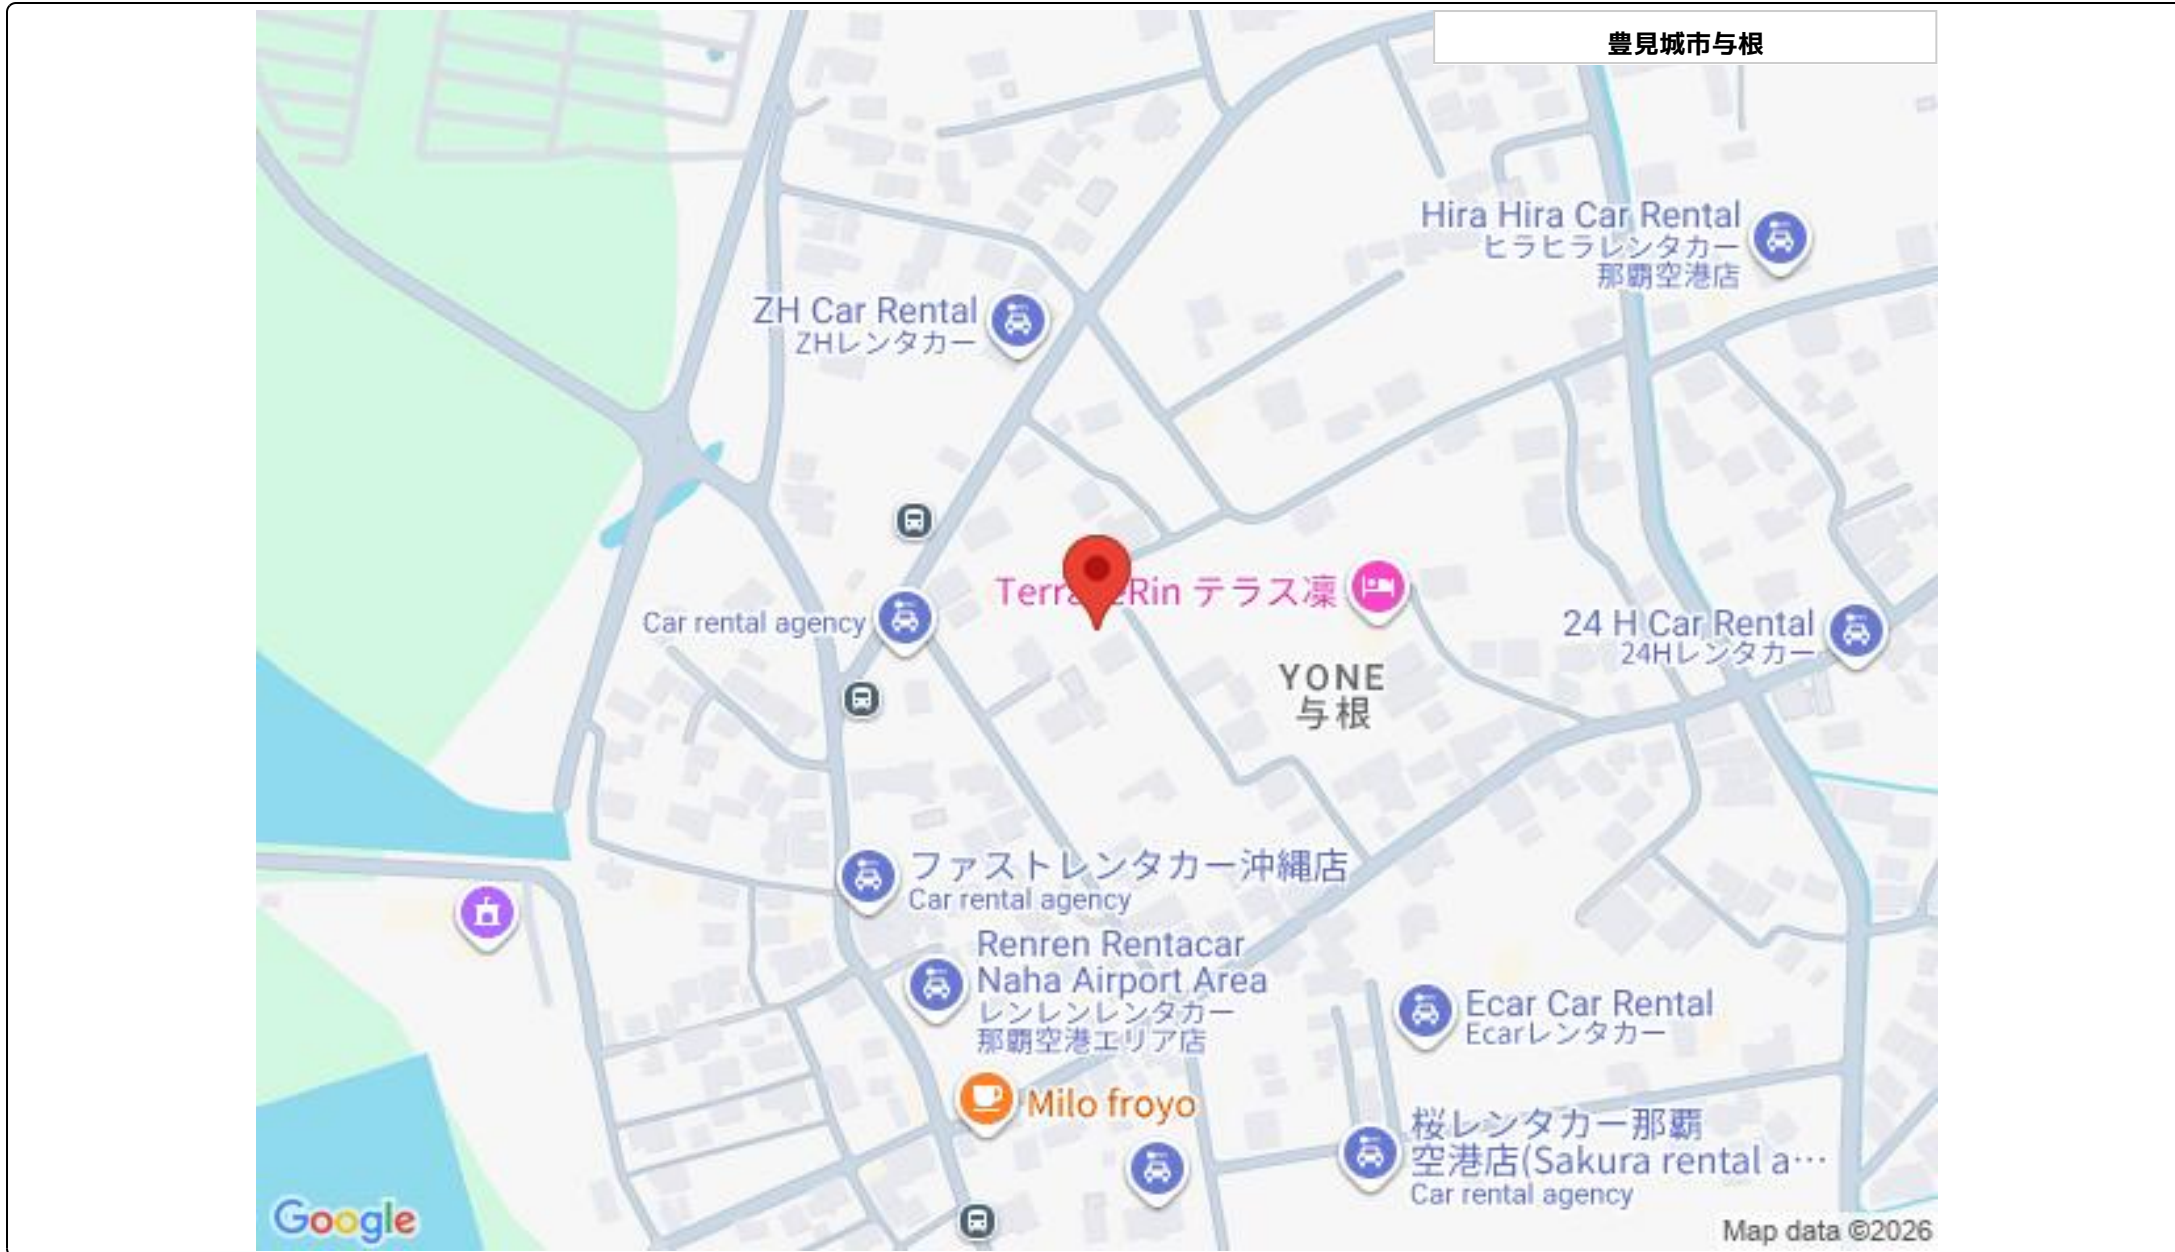 豊見城市与根
Hira Hira Car Rental
ヒラヒラレンタカー
那覇空港店
ZH Car Rental
ZHレンタカー
Rin テラス凜
Car rental agency
24 H Car Rental
24Hレンタカー
YONE
与根
ファストレンタカー沖縄店
Car rental agency
Renren Rentacar
Naha Airport Area
レンレンレンタカー
那覇空港エリア店
Ecar Car Rental
Ecarレンタカー
Milo froyo
桜レンタカー那覇
空港店(Sakura rental a…
Car rental agency
Google
Map data ©2026